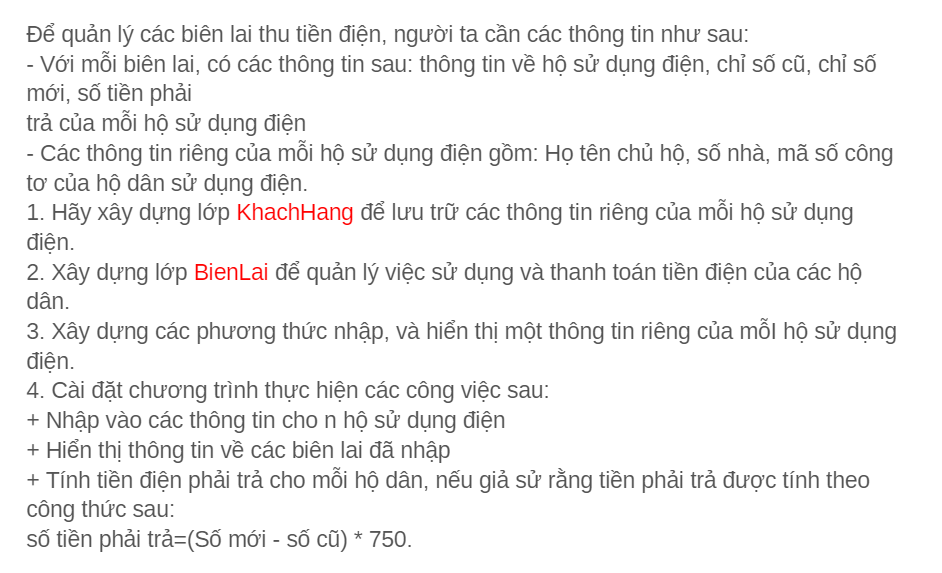 Để quản lý các biên lai thu tiền điện, người ta cần các thông tin như sau:
- Với mỗi biên lai, có các thông tin sau: thông tin về hộ sử dụng điện, chỉ số cũ, chỉ số
mới, số tiền phải
trả của mỗi hộ sử dụng điện
- Các thông tin riêng của mỗi hộ sử dụng điện gồm: Họ tên chủ hộ, số nhà, mã số công
tơ của hộ dân sử dụng điện.
1. Hãy xây dựng lớp KhachHang để lưu trữ các thông tin riêng của mỗi hộ sử dụng
điện.
2. Xây dựng lớp BienLai để quản lý việc sử dụng và thanh toán tiền điện của các hộ
dân.
3. Xây dựng các phương thức nhập, và hiển thị một thông tin riêng của mỗI hộ sử dụng
điện.
4. Cài đặt chương trình thực hiện các công việc sau:
+ Nhập vào các thông tin cho n hộ sử dụng điện
+ Hiển thị thông tin về các biên lai đã nhập
+ Tính tiền điện phải trả cho mỗi hộ dân, nếu giả sử rằng tiền phải trả được tính theo
công thức sau:
số tiền phải trả=(Số mới - số cũ) * 750.